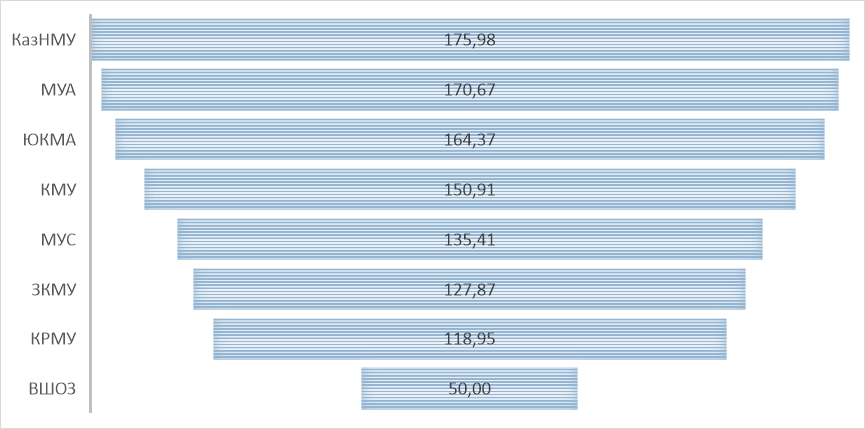 КазНМУ 175,98
МУА 170,67
ЮКМА 164,37
КМУ 150,91
МУС 135,41
ЗКМУ 127,87
КРМУ 118,95
ВШОЗ 50,00